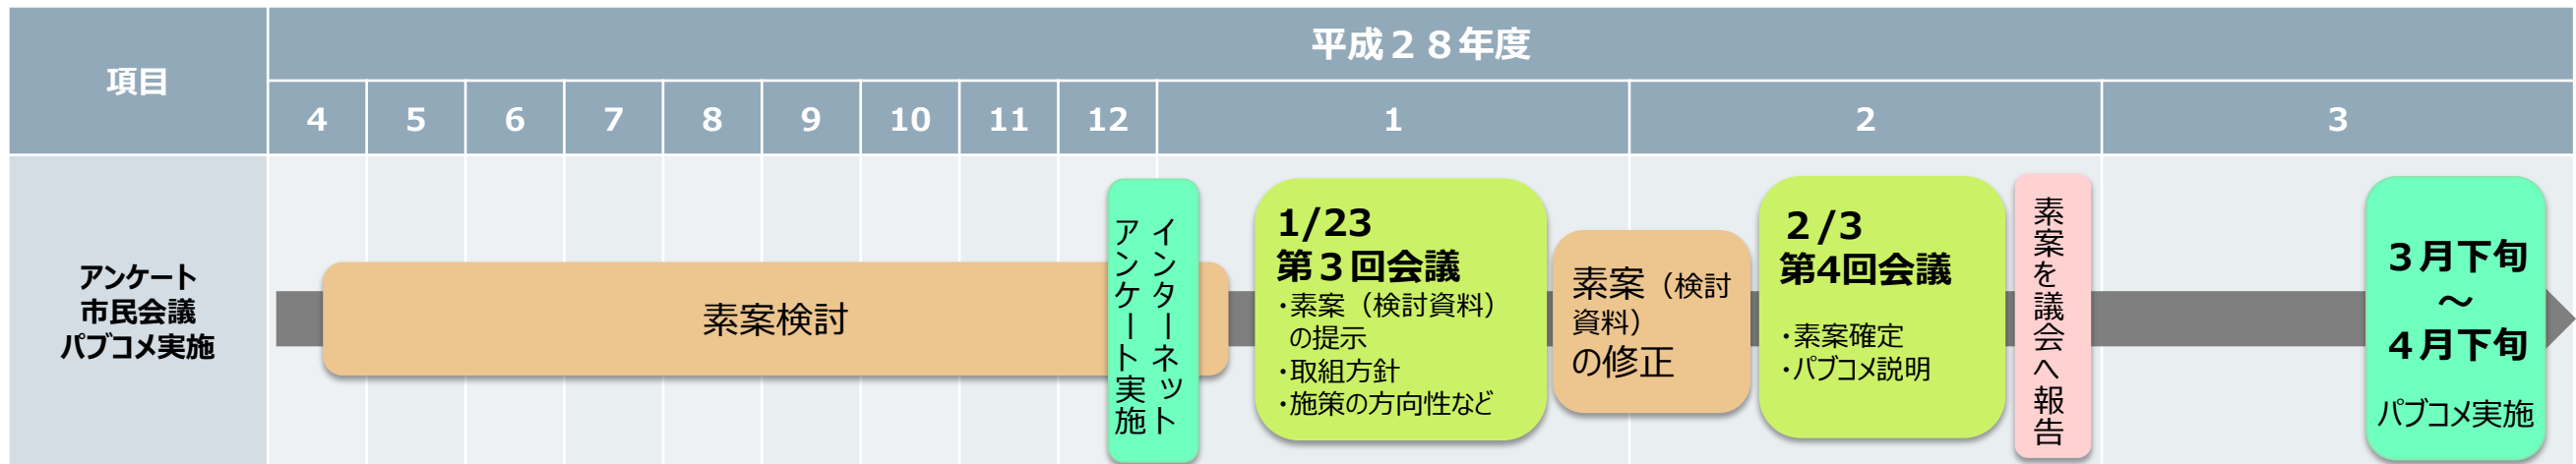 項目
平成２８年度
4 5 6 7 8 9 10 11 12 1 2 3
アンケート
市民会議
パブコメ実施
素案検討
インターネット
アンケート実施
1/23
第３回会議
・素案（検討資料）
の提示
・取組方針
・施策の方向性など
素案（検討
資料）
の修正
２/3
第4回会議
・素案確定
・パブコメ説明
素案を議会へ報告
３月下旬
～
４月下旬
パブコメ実施